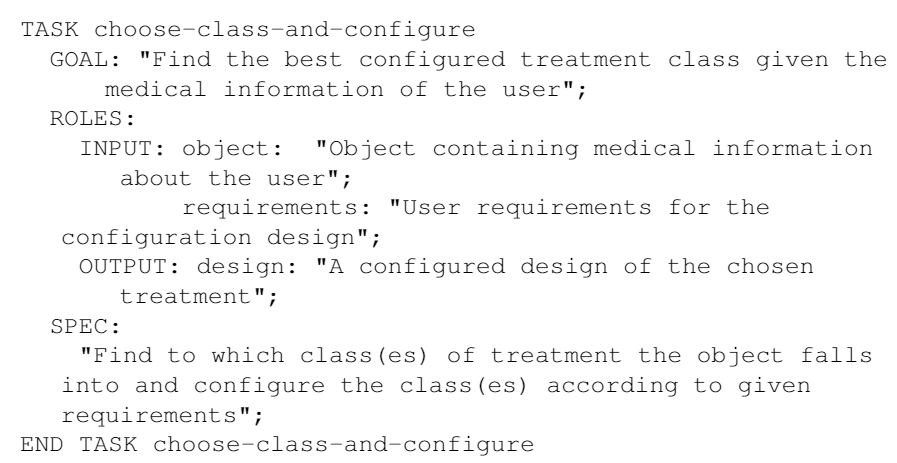 TASK choose-class-and-configure
GOAL: "Find the best configured treatment class given the
medical information of the user";
ROLES:
INPUT: object: "Object containing medical information
about the user";
requirements: "User requirements for the
configuration design";
OUTPUT: design: "A configured design of the chosen
treatment";
SPEC:
"Find to which class(es) of treatment the object falls
into and configure the class(es) according to given
requirements";
END TASK choose-class-and-configure